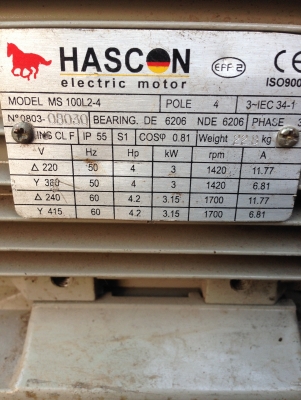 HASCON
electric motor
EFF 2
CE
ISO900
MODEL MS 100L2-4 POLE 4 3~IEC 34-1
Nº0803-08030 BEARING. DE 6206 NDE 6206 PHASE 3
INS CL F IP 55 S1 COSφ 0.81 Weight kg
V Hz Hp kW rpm A
Δ 220 50 4 3 1420 11.77
Y 380 50 4 3 1420 6.81
Δ 240 60 4.2 3.15 1700 11.77
Y 415 60 4.2 3.15 1700 6.81